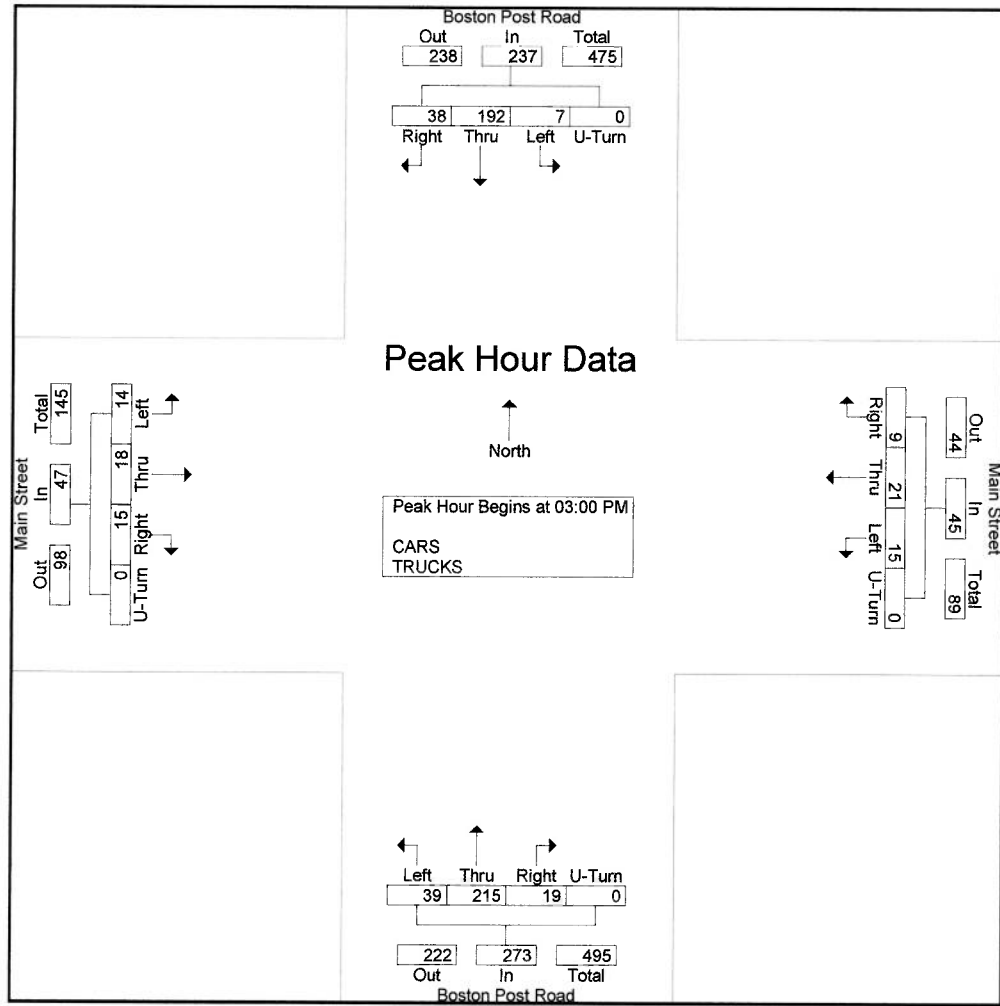 Boston Post Road
Out In Total
238 237 475
38 192 7 0
Right Thru Left U-Turn
Peak Hour Data
North
Peak Hour Begins at 03:00 PM
CARS
TRUCKS
Main Street
Total In Out
145 47 98
14 18 15 0
Left Thru Right U-Turn
Right Thru Left U-Turn
9 21 15 0
Out In Total
44 45 89
Main Street
Left Thru Right U-Turn
39 215 19 0
222 273 495
Out In Total
Boston Post Road